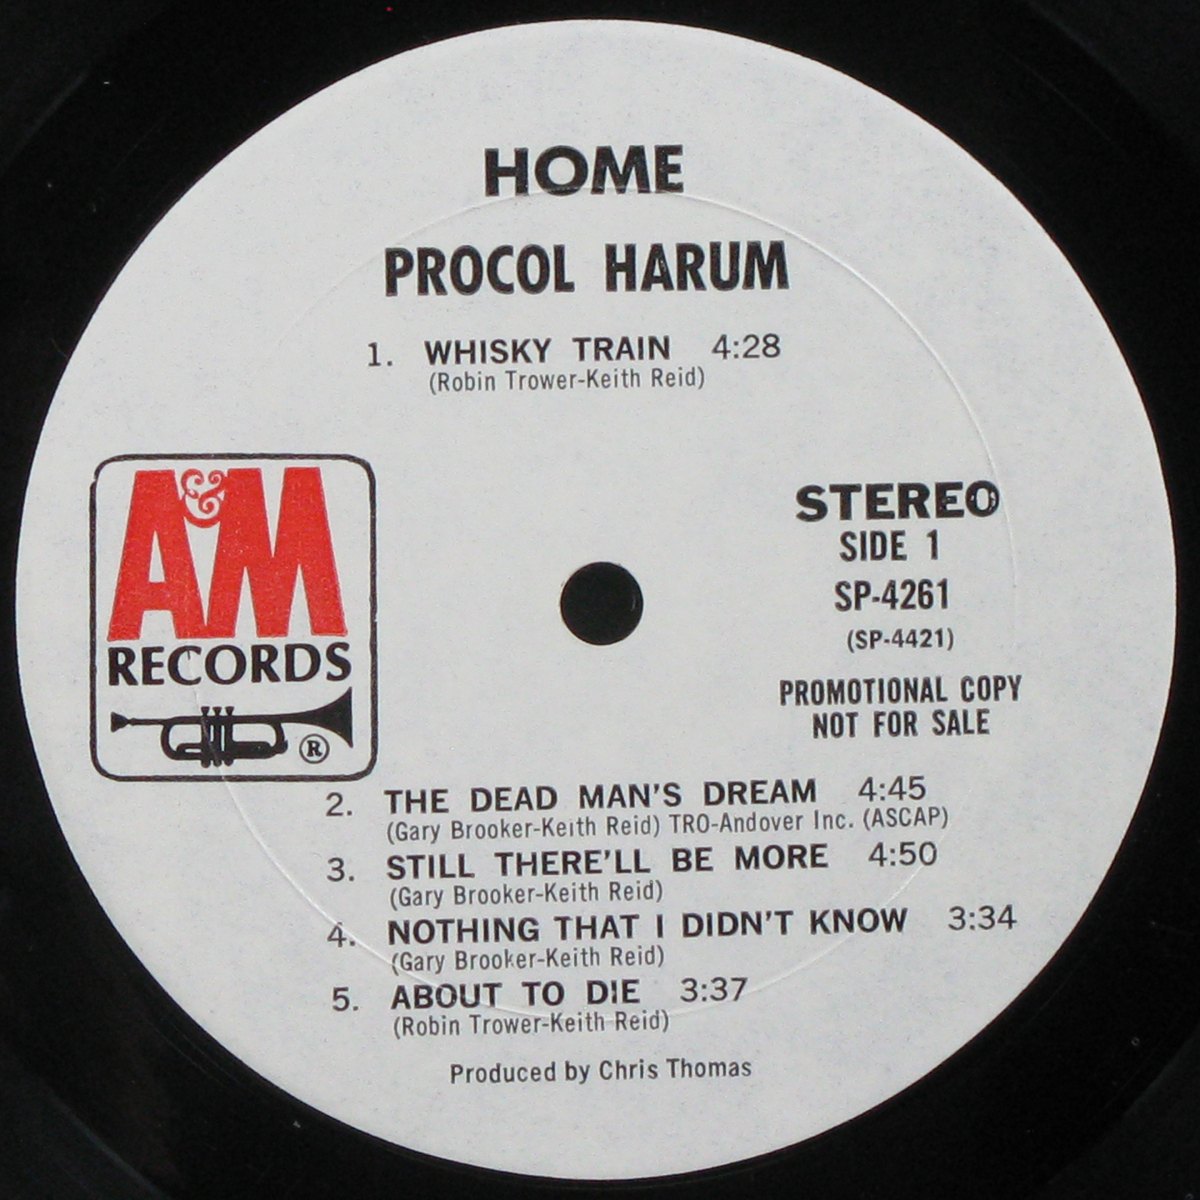 HOME
PROCOL HARUM
1. WHISKY TRAIN 4:28
(Robin Trower-Keith Reid)
A&M
RECORDS
®
STEREO
SIDE 1
SP-4261
(SP-4421)
PROMOTIONAL COPY
NOT FOR SALE
2. THE DEAD MAN'S DREAM 4:45
(Gary Brooker-Keith Reid) TRO-Andover Inc. (ASCAP)
3. STILL THERE'LL BE MORE 4:50
(Gary Brooker-Keith Reid)
4. NOTHING THAT I DIDN'T KNOW 3:34
(Gary Brooker-Keith Reid)
5. ABOUT TO DIE 3:37
(Robin Trower-Keith Reid)
Produced by Chris Thomas